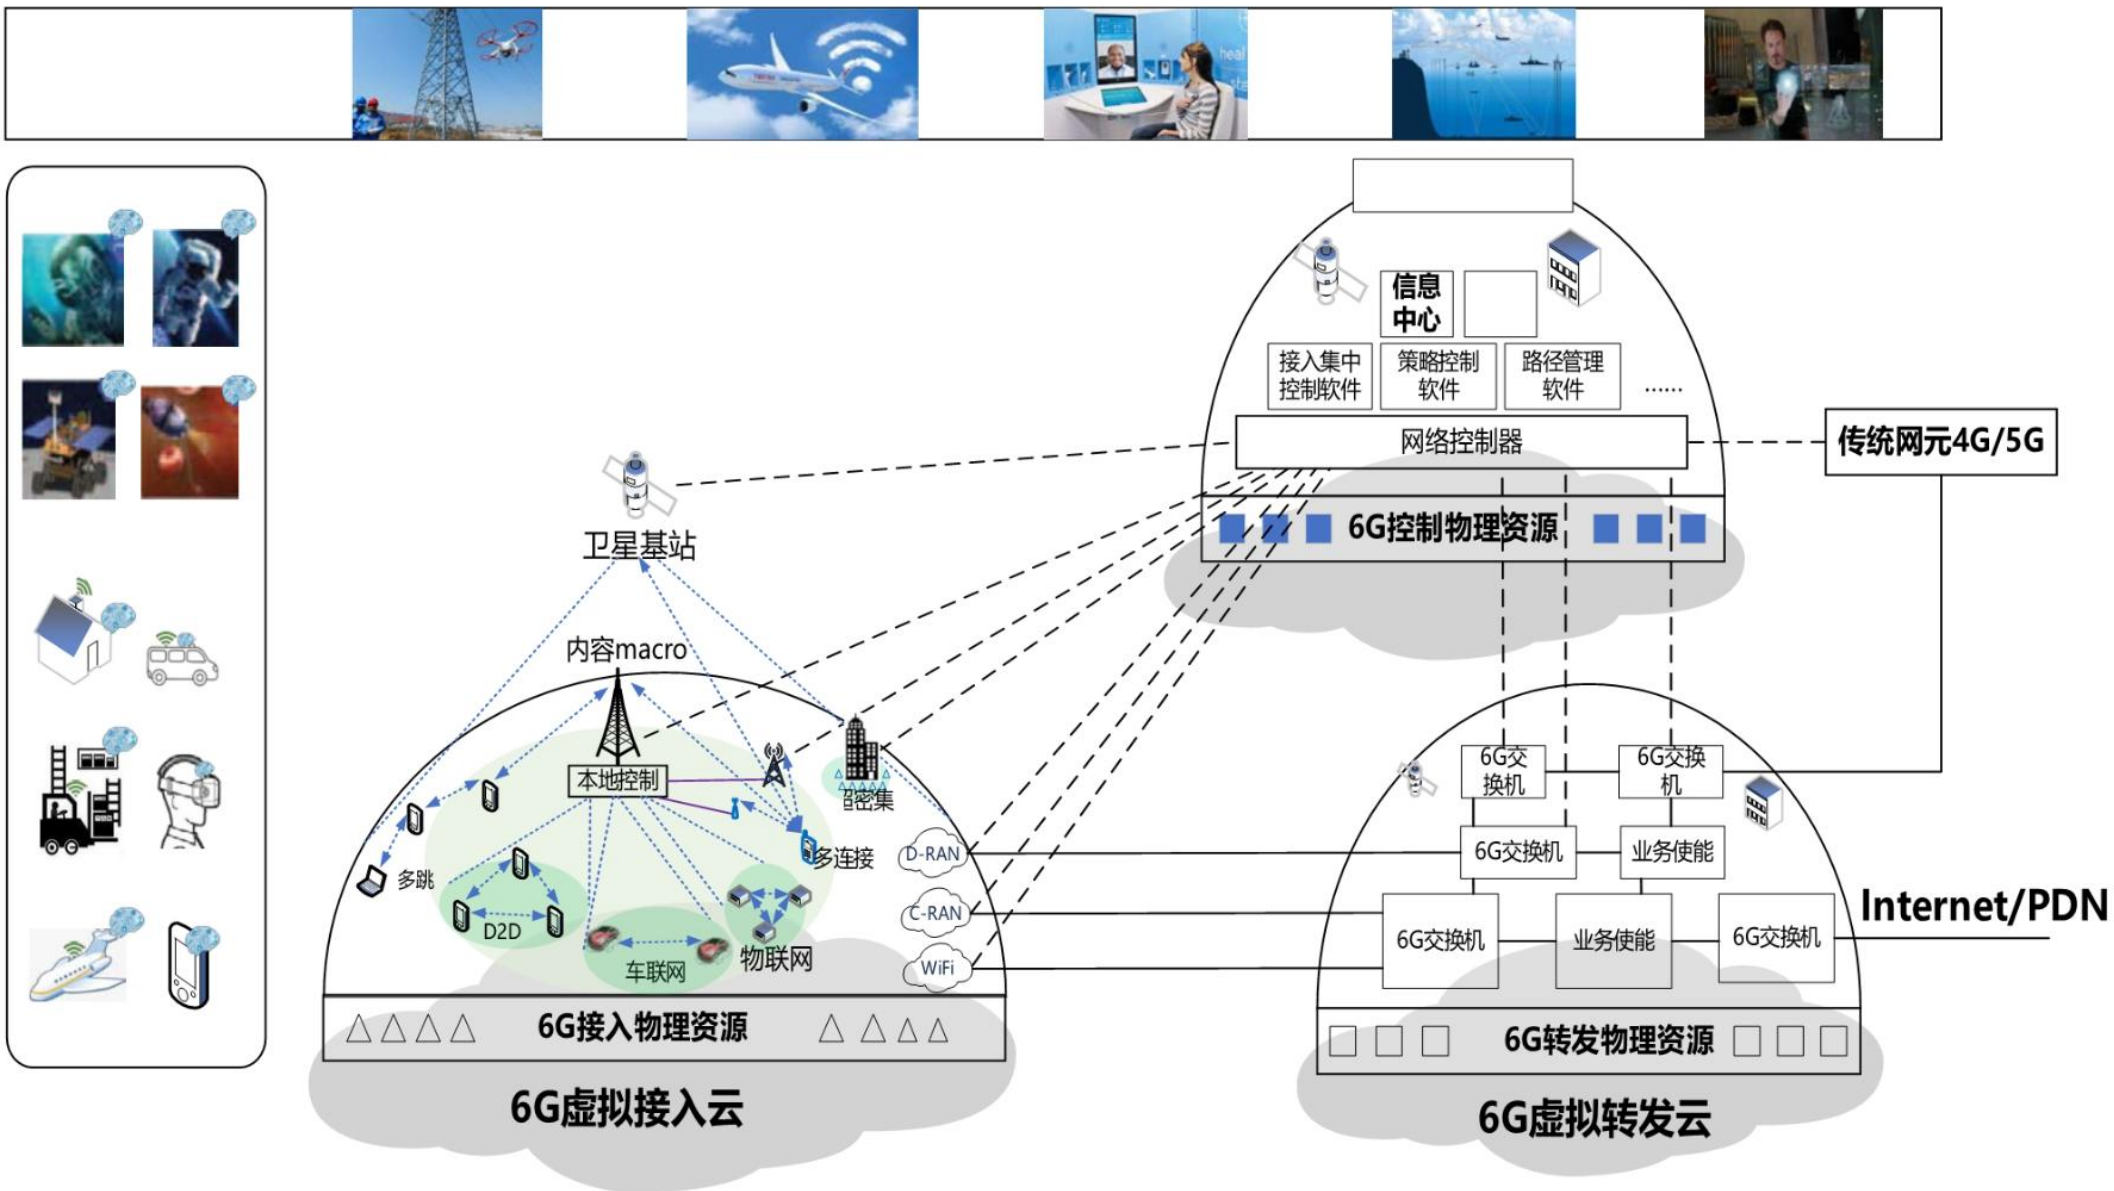 信息
中心
接入集中
控制软件
策略控制
软件
路径管理
软件
……
网络控制器
传统网元4G/5G
6G控制物理资源
卫星基站
内容macro
本地控制
密集
多连接
多跳
D2D
车联网
物联网
D-RAN
C-RAN
WiFi
6G接入物理资源
6G虚拟接入云
6G交
换机
6G交换
机
6G交换机
业务使能
6G交换机
业务使能
6G交换机
Internet/PDN
6G转发物理资源
6G虚拟转发云